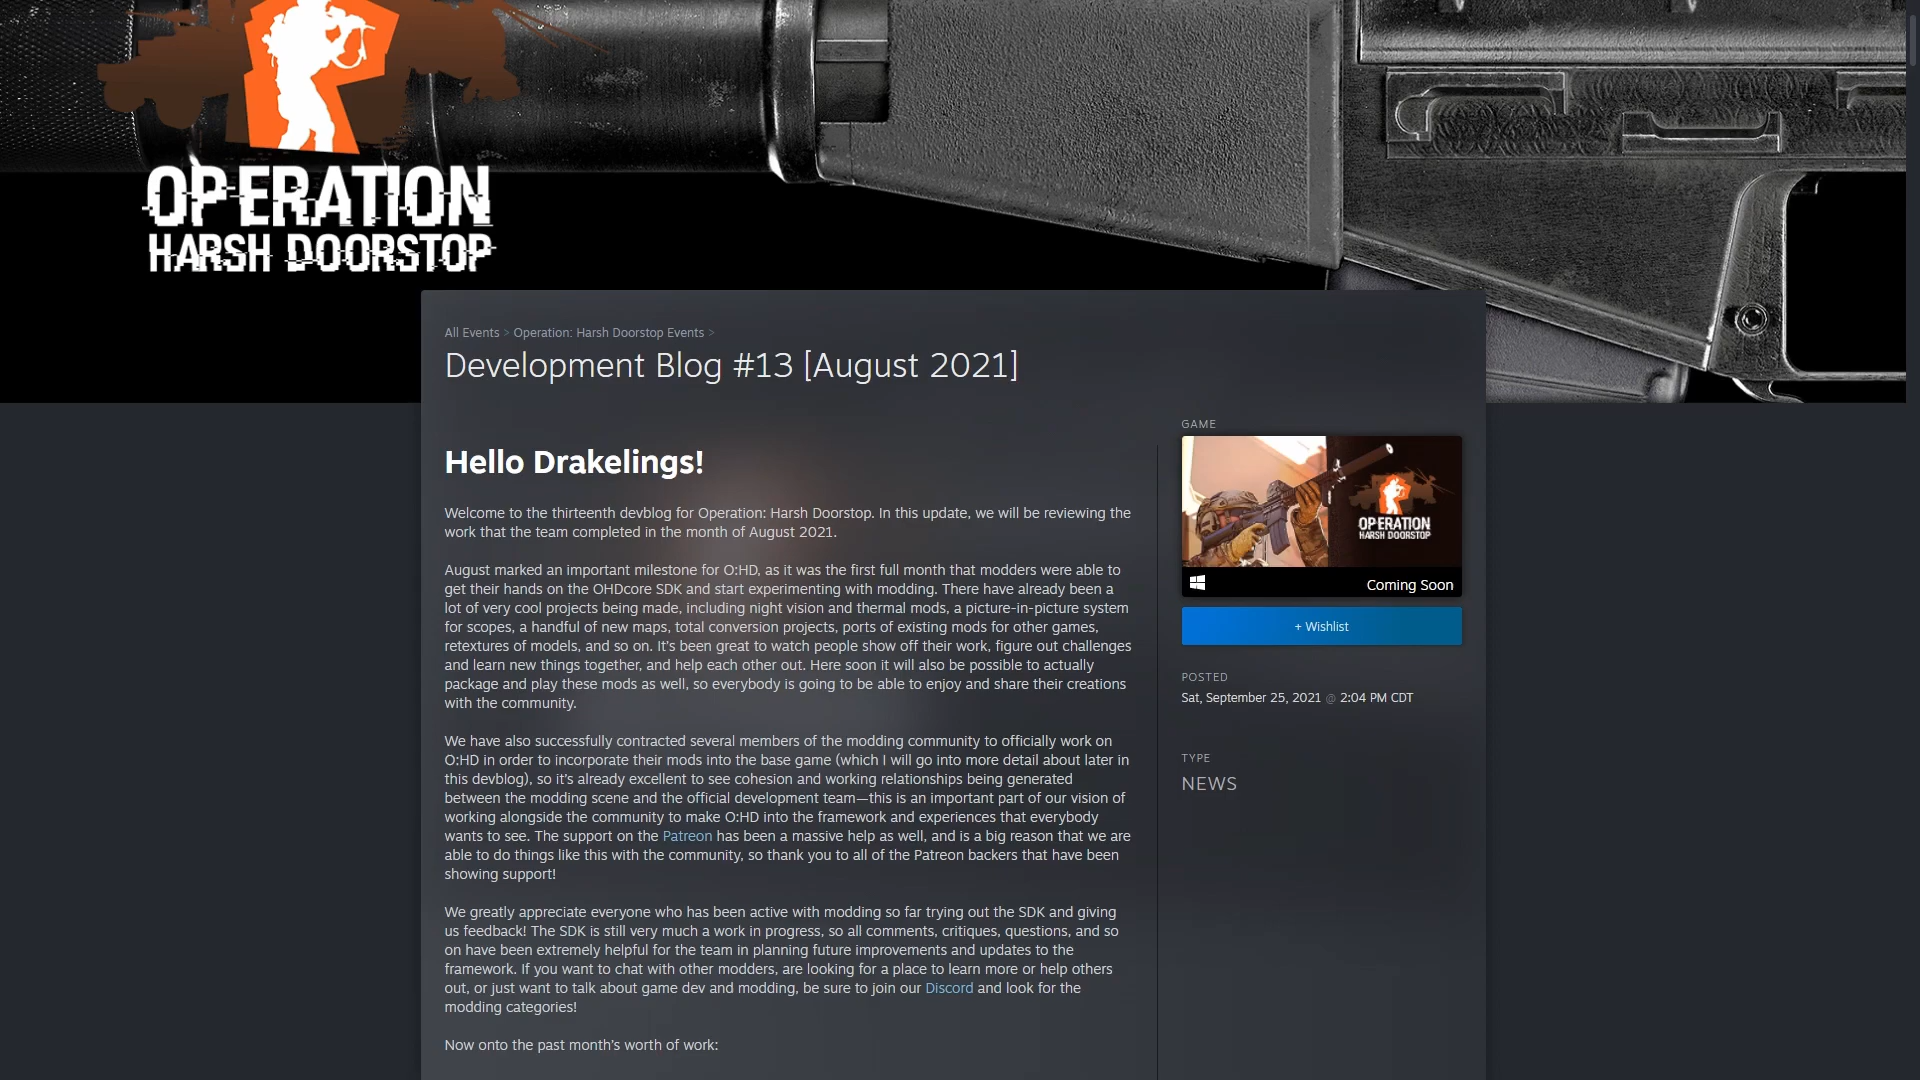 OPERATION
HARSH DOORSTOP
All Events > Operation: Harsh Doorstop Events >
Development Blog #13 [August 2021]
Hello Drakelings!
Welcome to the thirteenth devblog for Operation: Harsh Doorstop. In this update, we will be reviewing the
work that the team completed in the month of August 2021.
August marked an important milestone for O:HD, as it was the first full month that modders were able to
get their hands on the OHDcore SDK and start experimenting with modding. There have already been a
lot of very cool projects being made, including night vision and thermal mods, a picture-in-picture system
for scopes, a handful of new maps, total conversion projects, ports of existing mods for other games,
retextures of models, and so on. It's been great to watch people show off their work, figure out challenges
and learn new things together, and help each other out. Here soon it will also be possible to actually
package and play these mods as well, so everybody is going to be able to enjoy and share their creations
with the community.
We have also successfully contracted several members of the modding community to officially work on
O:HD in order to incorporate their mods into the base game (which I will go into more detail about later in
this devblog), so it's already excellent to see cohesion and working relationships being generated
between the modding scene and the official development team—this is an important part of our vision of
working alongside the community to make O:HD into the framework and experiences that everybody
wants to see. The support on the Patreon has been a massive help as well, and is a big reason that we are
able to do things like this with the community, so thank you to all of the Patreon backers that have been
showing support!
We greatly appreciate everyone who has been active with modding so far trying out the SDK and giving
us feedback! The SDK is still very much a work in progress, so all comments, critiques, questions, and so
on have been extremely helpful for the team in planning future improvements and updates to the
framework. If you want to chat with other modders, are looking for a place to learn more or help others
out, or just want to talk about game dev and modding, be sure to join our Discord and look for the
modding categories!
Now onto the past month's worth of work:
GAME
OPERATION
HARSH DOORSTOP
Coming Soon
+ Wishlist
POSTED
Sat, September 25, 2021 @ 2:04 PM CDT
TYPE
NEWS